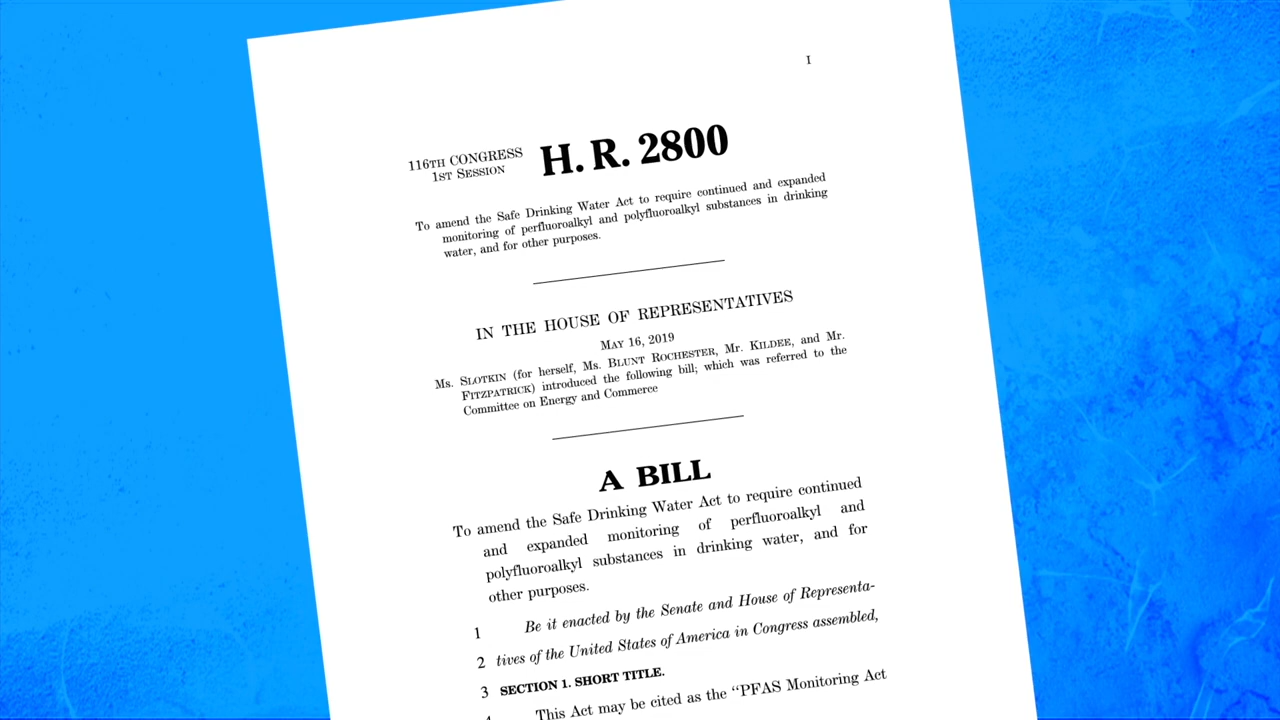 I
116TH CONGRESS
1ST SESSION
H. R. 2800
To amend the Safe Drinking Water Act to require continued and expanded
monitoring of perfluoroalkyl and polyfluoroalkyl substances in drinking
water, and for other purposes.
IN THE HOUSE OF REPRESENTATIVES
MAY 16, 2019
Ms. SLOTKIN (for herself, Ms. BLUNT ROCHESTER, Mr. KILDEE, and Mr.
FITZPATRICK) introduced the following bill; which was referred to the
Committee on Energy and Commerce
A BILL
To amend the Safe Drinking Water Act to require continued
and expanded monitoring of perfluoroalkyl and
polyfluoroalkyl substances in drinking water, and for
other purposes.
1 Be it enacted by the Senate and House of Representa-
2 tives of the United States of America in Congress assembled,
3 SECTION 1. SHORT TITLE.
4 This Act may be cited as the “PFAS Monitoring Act